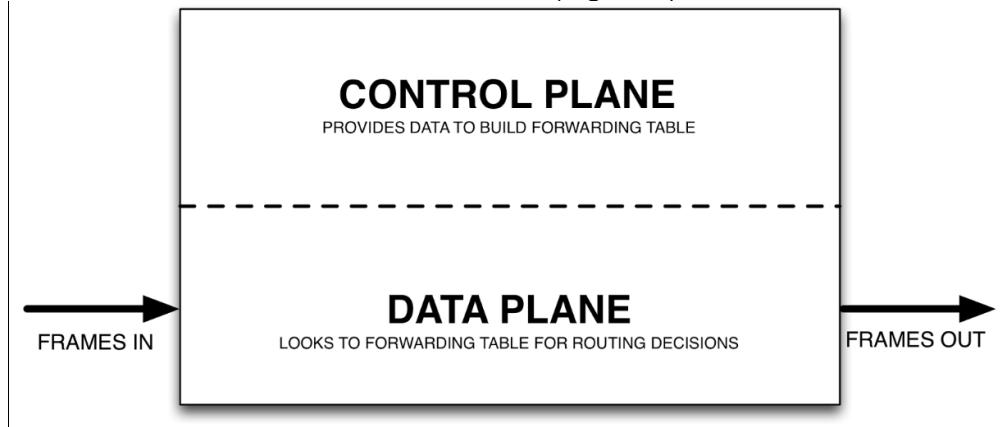 CONTROL PLANE
PROVIDES DATA TO BUILD FORWARDING TABLE
DATA PLANE
LOOKS TO FORWARDING TABLE FOR ROUTING DECISIONS
FRAMES IN
FRAMES OUT